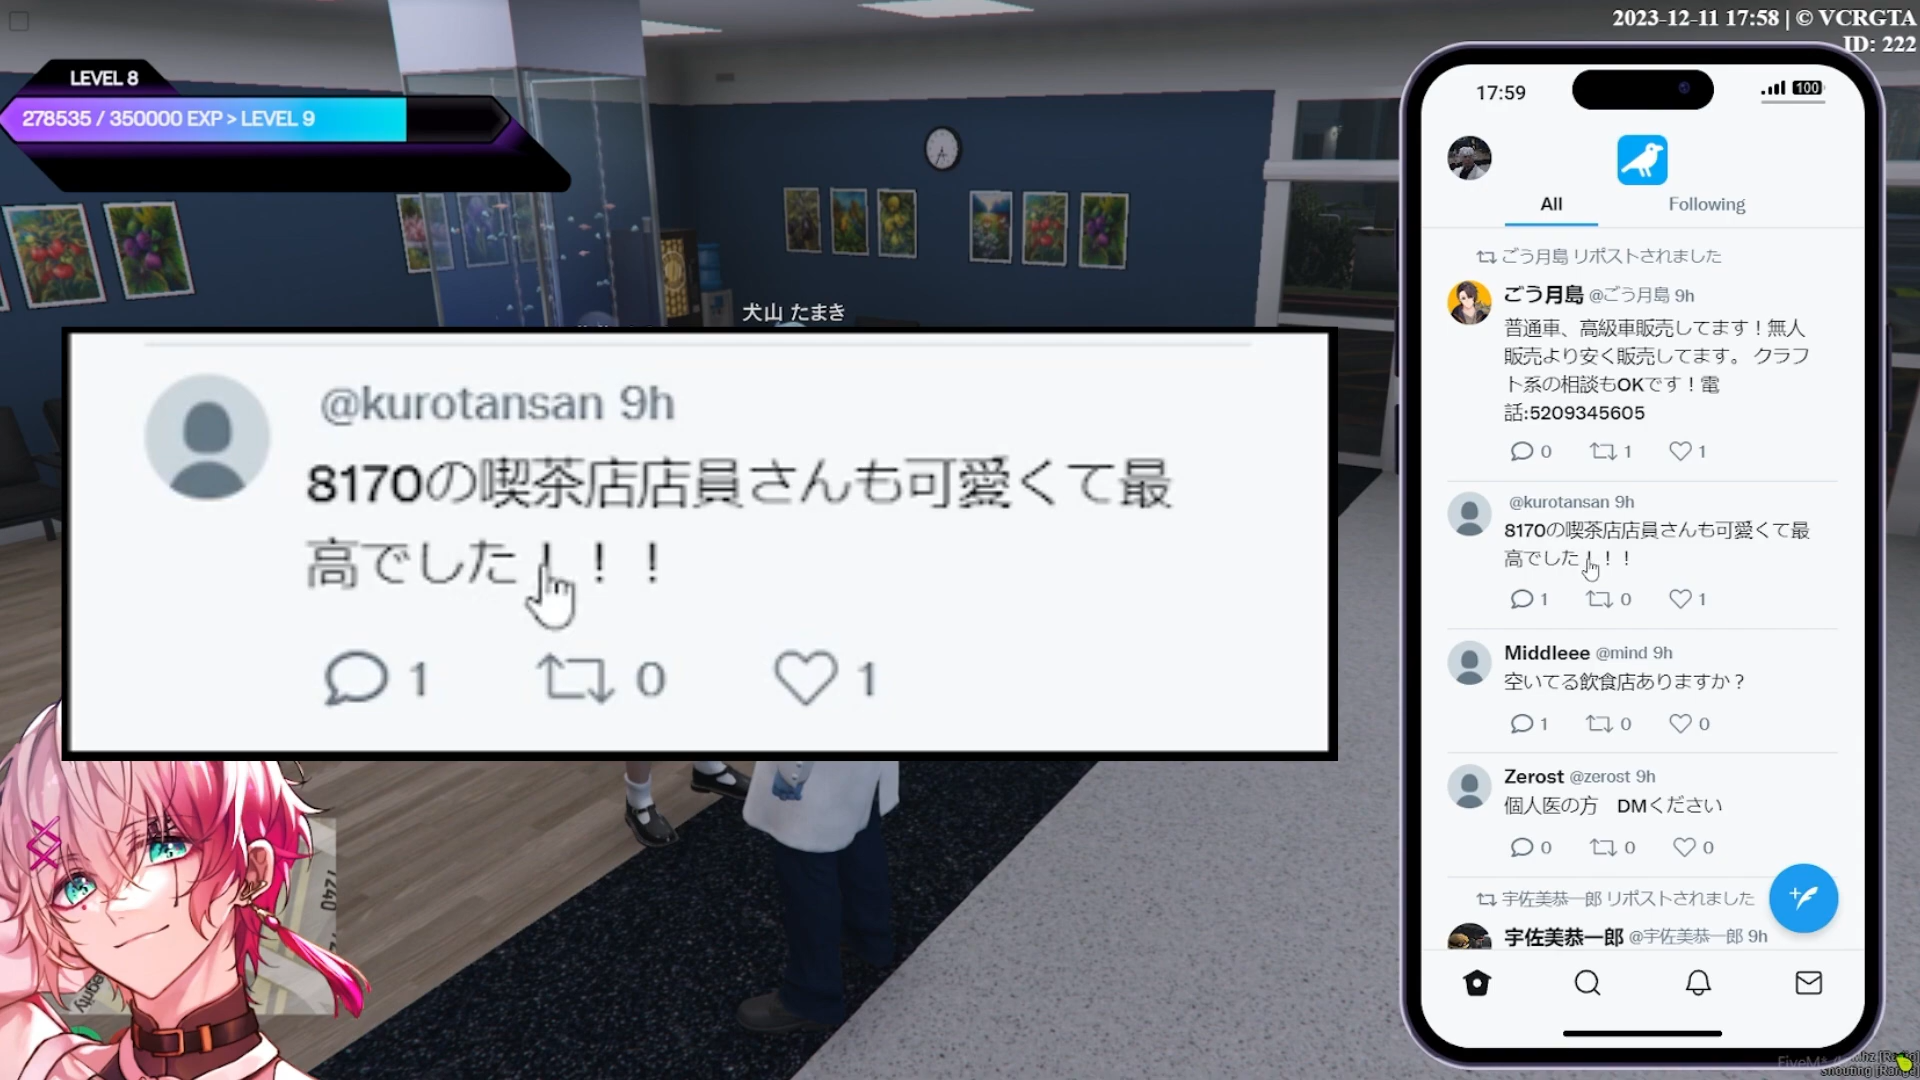 2023-12-11 17:58 | © VCRGTA
ID: 222
LEVEL 8
278535 / 350000 EXP > LEVEL 9
犬山 たまき
@kurotansan 9h
8170の喫茶店店員さんも可愛くて最
高でした！！！
1 0 1
17:59
100
All Following
ごう月島 リポストされました
ごう月島 @ごう月島 9h
普通車、高級車販売してます！無人
販売より安く販売してます。 クラフ
ト系の相談もOKです！電
話:5209345605
0 1 1
@kurotansan 9h
8170の喫茶店店員さんも可愛くて最
高でした！！！
1 0 1
Middleee @mind 9h
空いてる飲食店ありますか？
1 0 0
Zerost @zerost 9h
個人医の方　DMください
0 0 0
宇佐美恭一郎 リポストされました
宇佐美恭一郎 @宇佐美恭一郎 9h
1240
egrity
FiveM
shouting [Range]